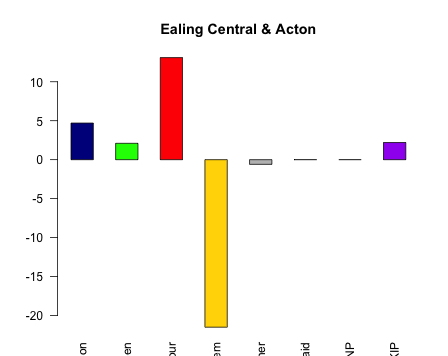 Ealing Central & Acton
10
5
0
-5
-10
-15
-20
on
en
our
em
her
aid
NP
KIP